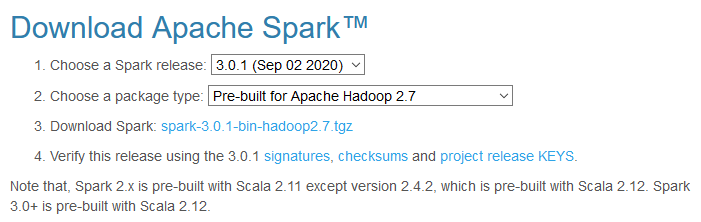 Download Apache Spark™
1. Choose a Spark release: 3.0.1 (Sep 02 2020)
2. Choose a package type: Pre-built for Apache Hadoop 2.7
3. Download Spark: spark-3.0.1-bin-hadoop2.7.tgz
4. Verify this release using the 3.0.1 signatures, checksums and project release KEYS.
Note that, Spark 2.x is pre-built with Scala 2.11 except version 2.4.2, which is pre-built with Scala 2.12. Spark
3.0+ is pre-built with Scala 2.12.